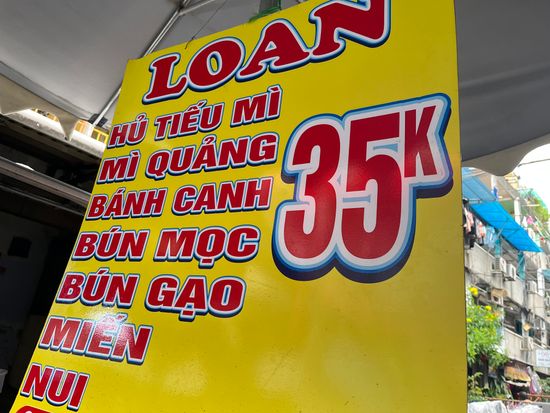 LOAN
HỦ TIẾU MÌ
MÌ QUẢNG
BÁNH CANH
BÚN MỌC
BÚN GẠO
MIẾN
NUI
35K